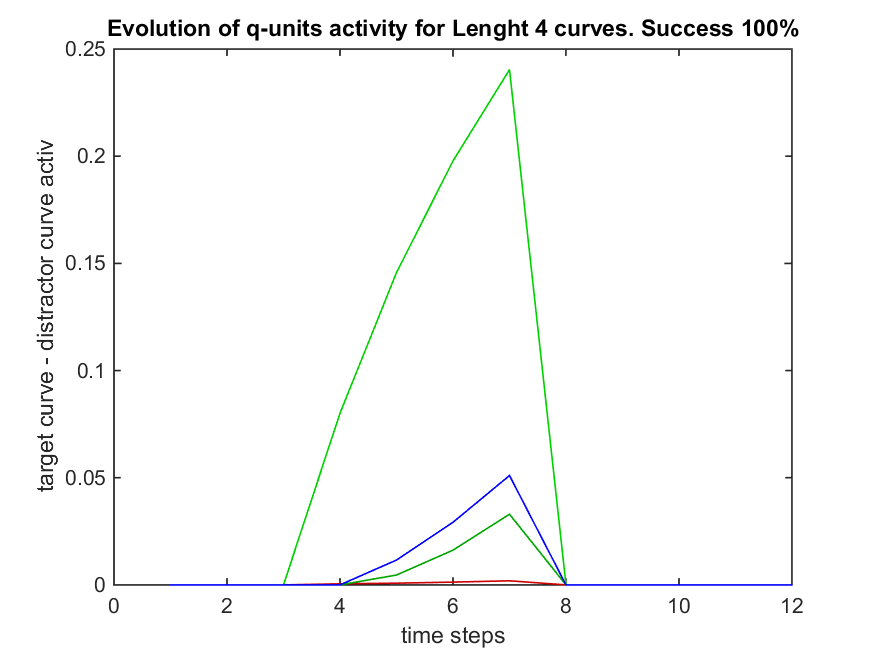 Evolution of q-units activity for Lenght 4 curves. Success 100%
0.25
0.2
0.15
0.1
0.05
0
target curve - distractor curve activ
0 2 4 6 8 10 12
time steps